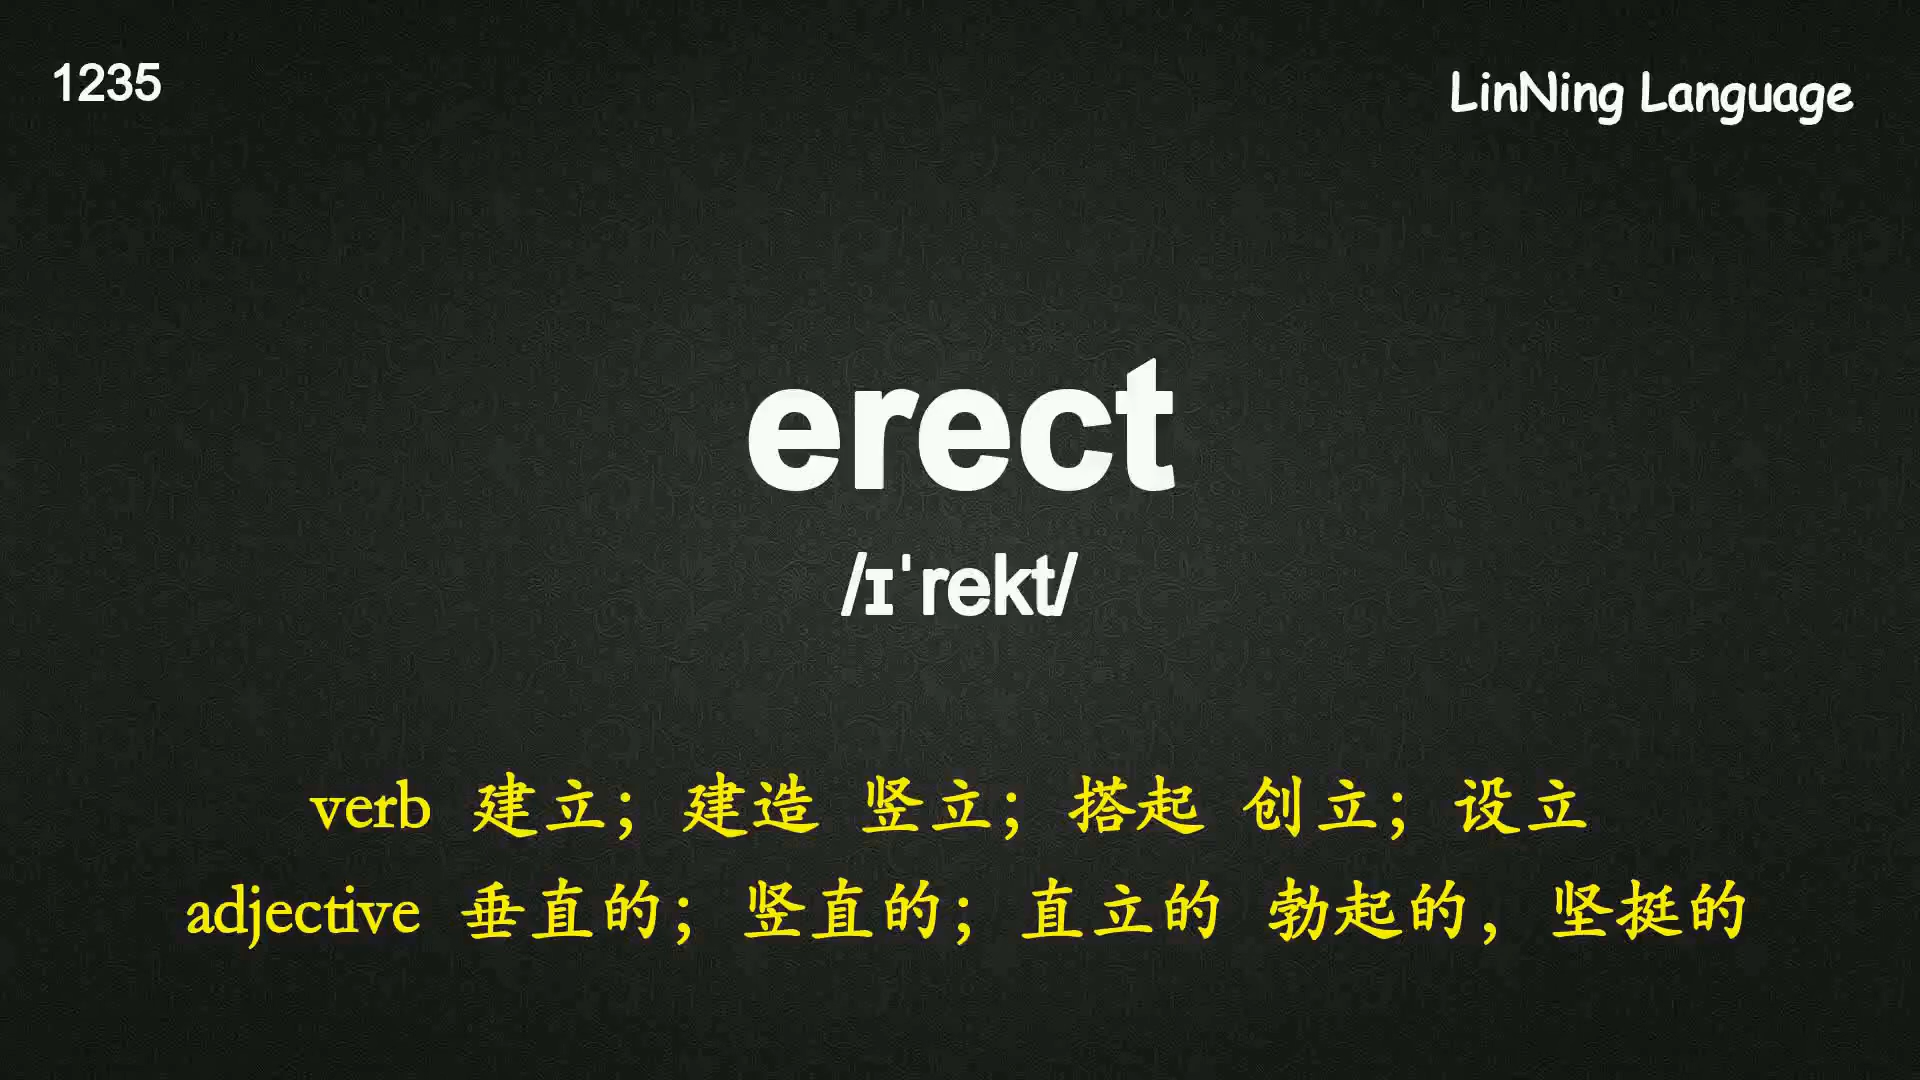 1235
LinNing Language
erect
/ɪˈrekt/
verb 建立；建造 竖立；搭起 创立；设立
adjective 垂直的；竖直的；直立的 勃起的，坚挺的